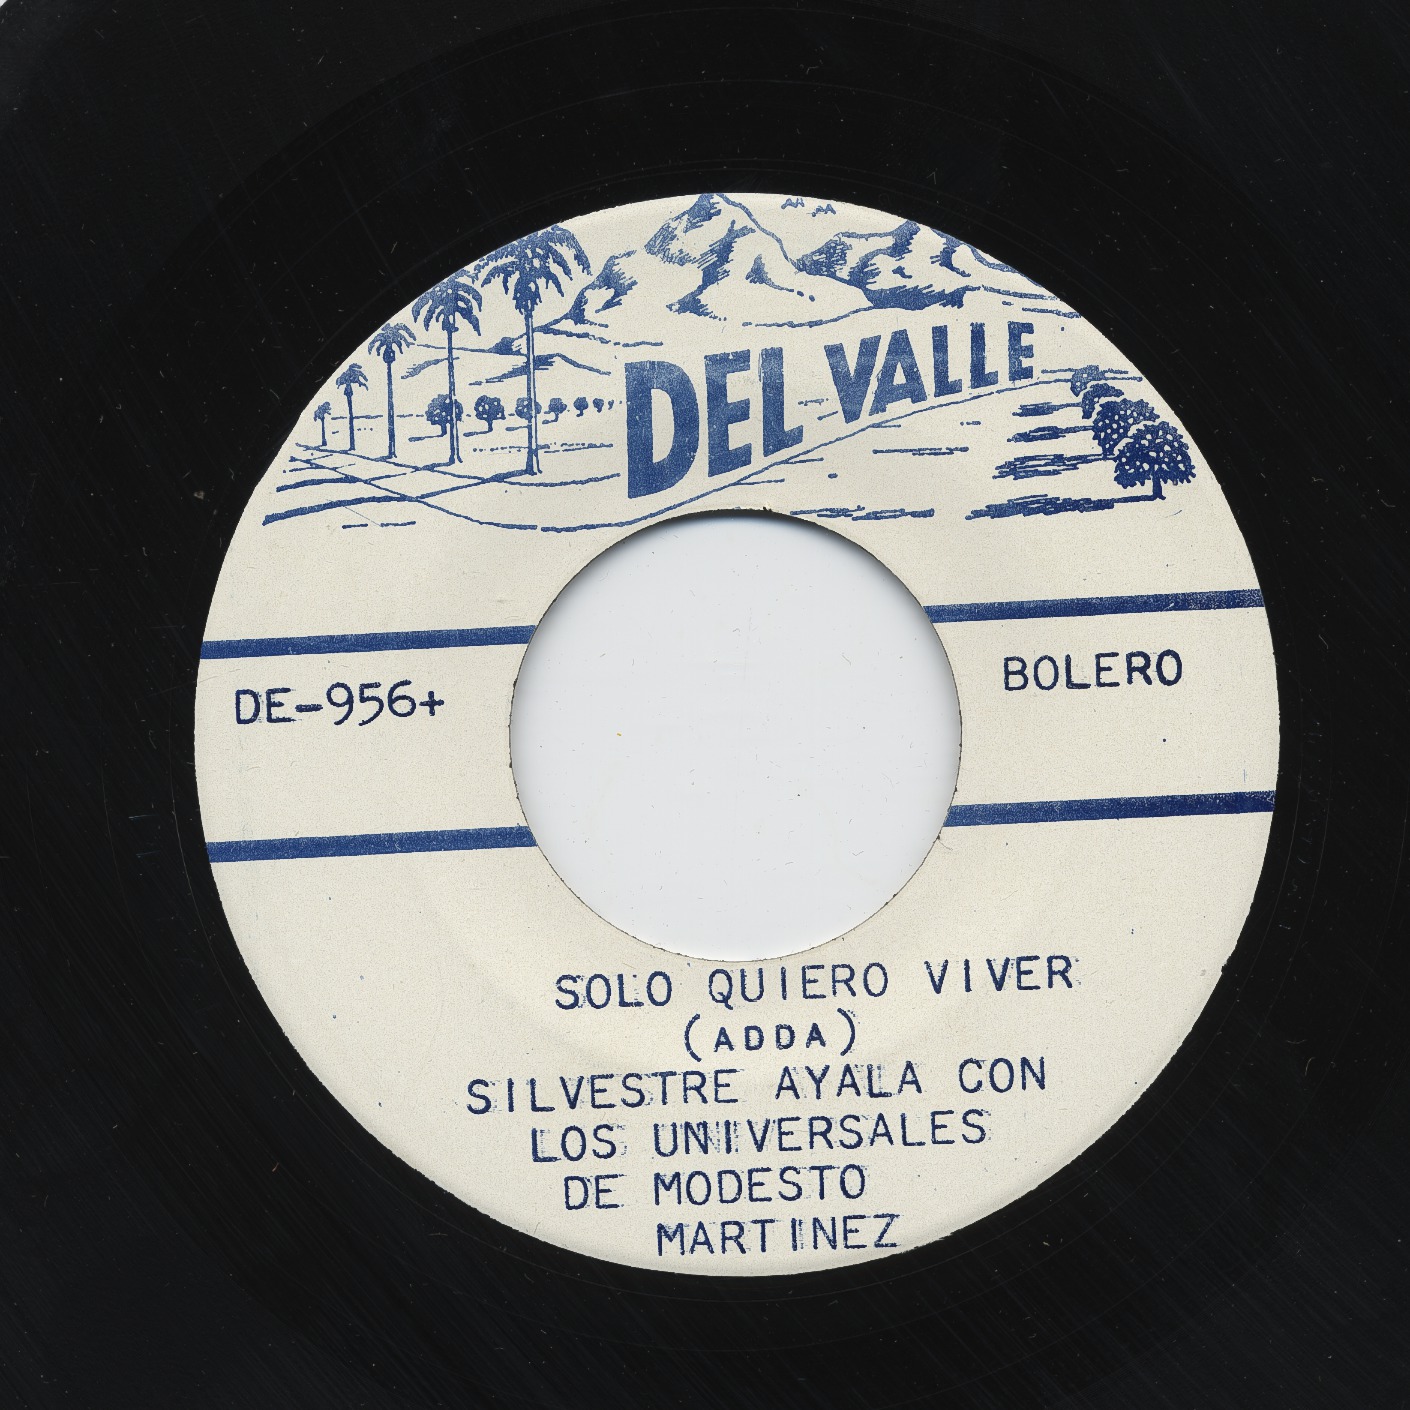 DEL VALLE
DE-956+
BOLERO
SOLO QUIERO VIVER
(ADDA)
SILVESTRE AYALA CON
LOS UNIVERSALES
DE MODESTO
MARTINEZ